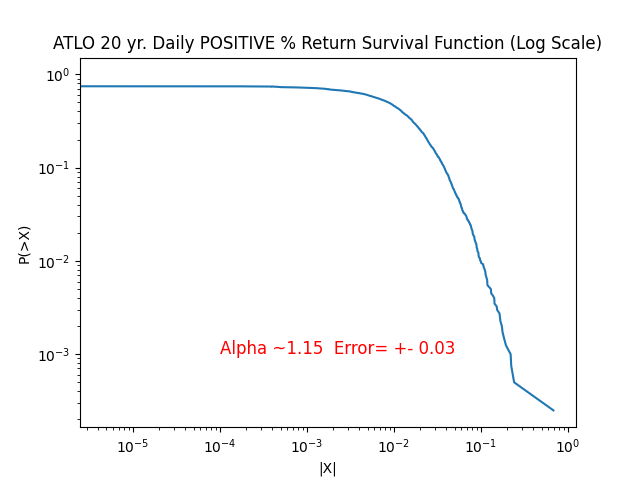 ATLO 20 yr. Daily POSITIVE % Return Survival Function (Log Scale)
10⁰
10⁻¹
10⁻²
10⁻³
P(>X)
Alpha ~1.15  Error= +- 0.03
10⁻⁵ 10⁻⁴ 10⁻³ 10⁻² 10⁻¹ 10⁰
|X|